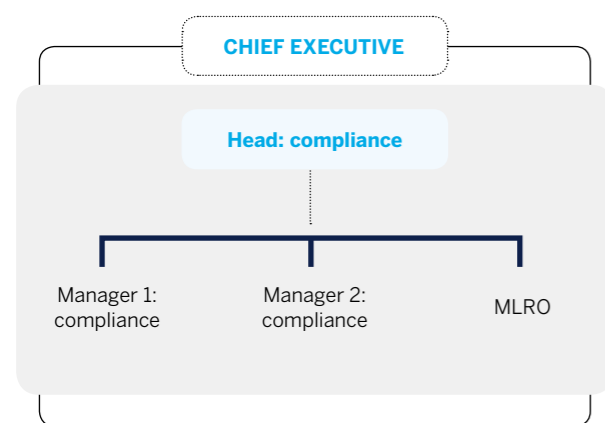 CHIEF EXECUTIVE
Head: compliance
Manager 1:
compliance
Manager 2:
compliance
MLRO